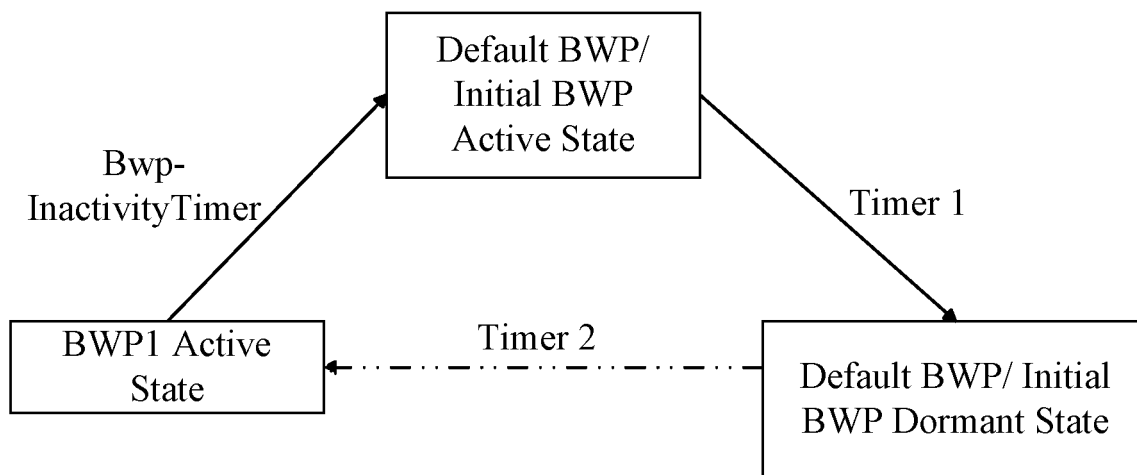 Default BWP/
Initial BWP
Active State
Bwp-
InactivityTimer
Timer 1
BWP1 Active
State
Timer 2
Default BWP/ Initial
BWP Dormant State